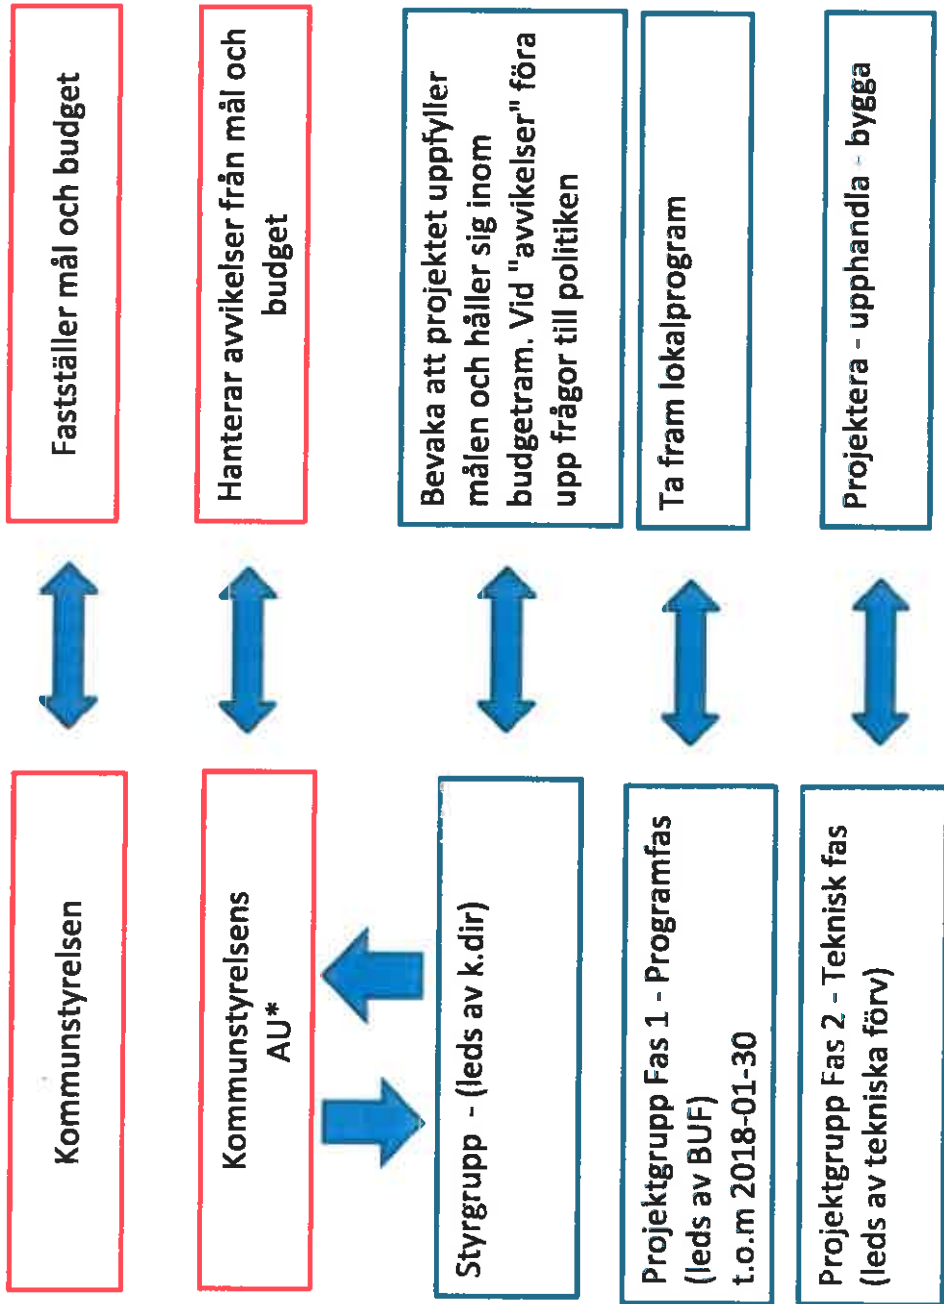 Kommunstyrelsen
Fastställer mål och budget
Kommunstyrelsens
AU*
Hanterar avvikelser från mål och
budget
Styrgrupp - (leds av k.dir)
Bevaka att projektet uppfyller
målen och håller sig inom
budgetram. Vid "avvikelser" föra
upp frågor till politiken
Projektgrupp Fas 1 - Programfas
(leds av BUF)
t.o.m 2018-01-30
Ta fram lokalprogram
Projektgrupp Fas 2 - Teknisk fas
(leds av tekniska förv)
Projektera - upphandla - bygga